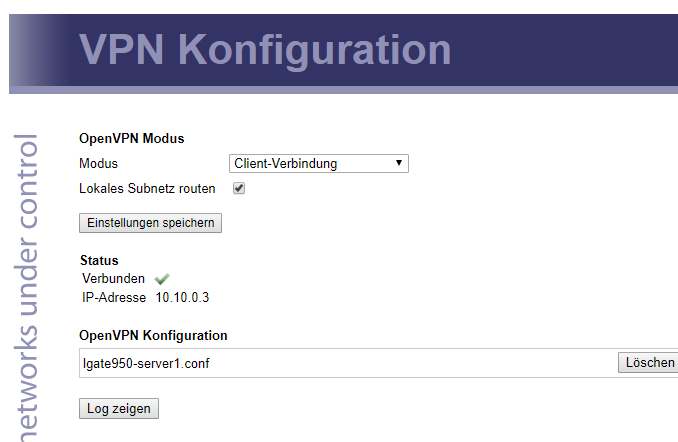 VPN Konfiguration
networks under control
OpenVPN Modus
Modus Client-Verbindung
Lokales Subnetz routen
Einstellungen speichern
Status
Verbunden
IP-Adresse 10.10.0.3
OpenVPN Konfiguration
lgate950-server1.conf Löschen
Log zeigen